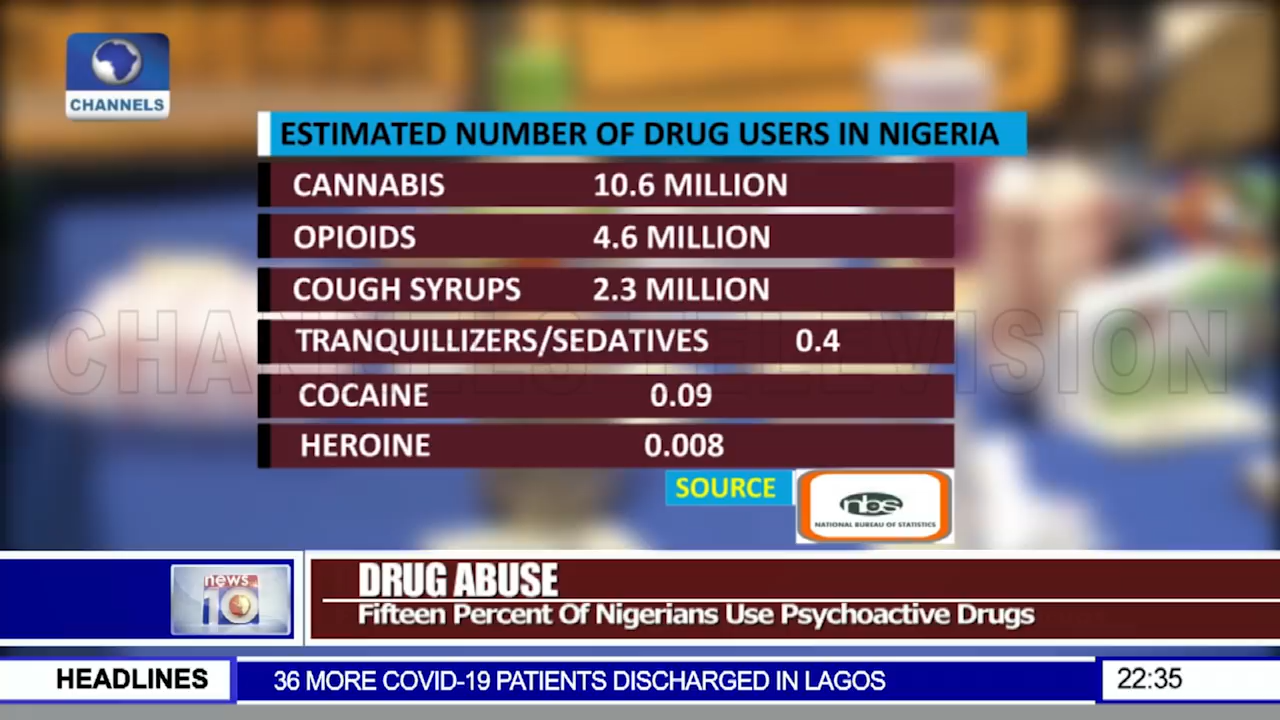 CHANNELS
ESTIMATED NUMBER OF DRUG USERS IN NIGERIA
CANNABIS 10.6 MILLION
OPIOIDS 4.6 MILLION
COUGH SYRUPS 2.3 MILLION
CHANNELS TELEVISION
TRANQUILLIZERS/SEDATIVES 0.4
COCAINE 0.09
HEROINE 0.008
SOURCE
nbs
NATIONAL BUREAU OF STATISTICS
news
10
DRUG ABUSE
Fifteen Percent Of Nigerians Use Psychoactive Drugs
HEADLINES 36 MORE COVID-19 PATIENTS DISCHARGED IN LAGOS 22:35